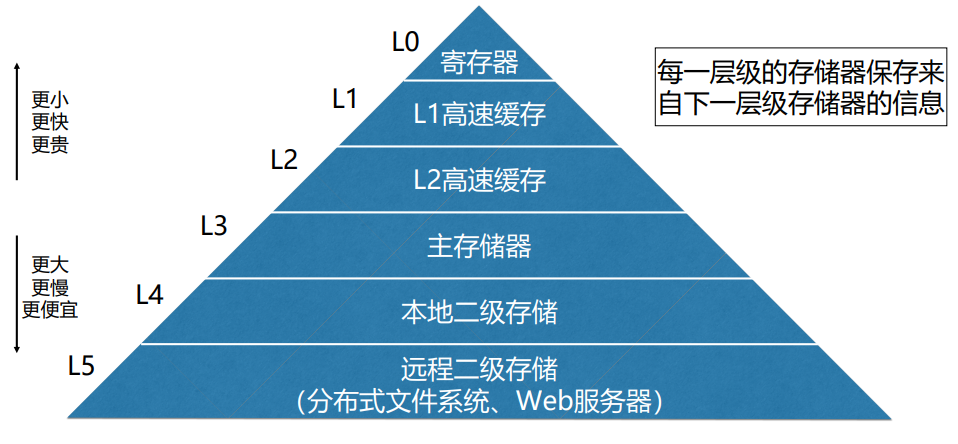 L0
寄存器
每一层级的存储器保存来
自下一层级存储器的信息
更小
更快
更贵
L1
L1高速缓存
L2
L2高速缓存
L3
主存储器
更大
更慢
更便宜
L4
本地二级存储
L5
远程二级存储
（分布式文件系统、Web服务器）